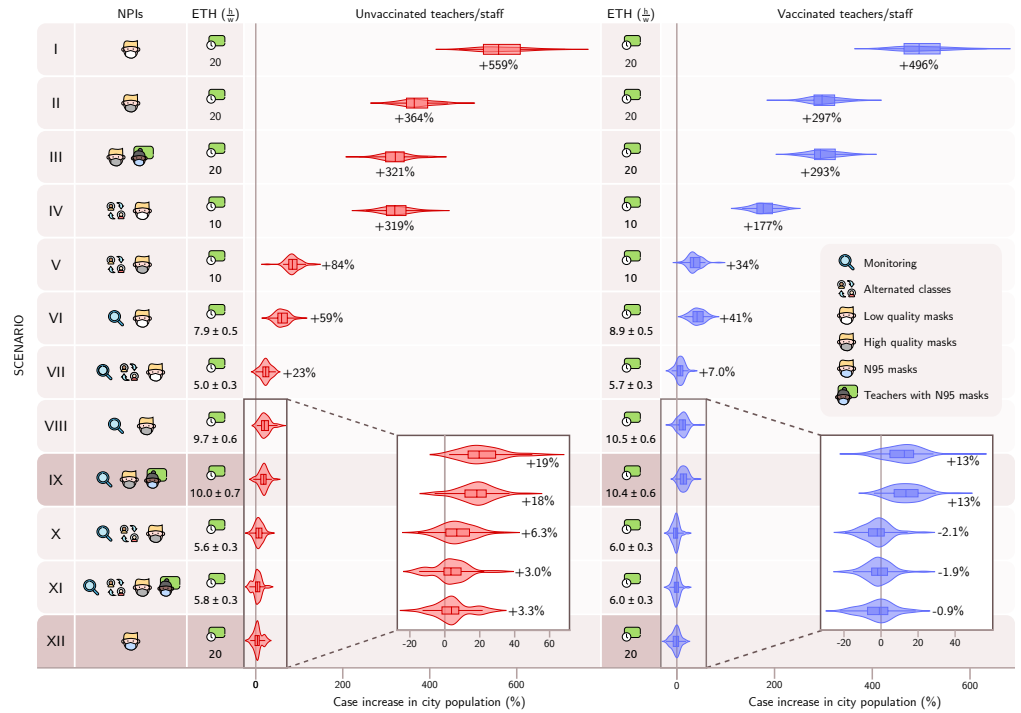 NPIs ETH (h/w) Unvaccinated teachers/staff ETH (h/w) Vaccinated teachers/staff
SCENARIO
I 20 +559% 20 +496%
II 20 +364% 20 +297%
III 20 +321% 20 +293%
IV 10 +319% 10 +177%
V 10 +84% 10 +34%
VI 7.9 ± 0.5 +59% 8.9 ± 0.5 +41%
VII 5.0 ± 0.3 +23% 5.7 ± 0.3 +7.0%
VIII 9.7 ± 0.6 +19% 10.5 ± 0.6 +13%
IX 10.0 ± 0.7 +18% 10.4 ± 0.6 +13%
X 5.6 ± 0.3 +6.3% 6.0 ± 0.3 -2.1%
XI 5.8 ± 0.3 +3.0% 6.0 ± 0.3 -1.9%
XII 20 +3.3% 20 -0.9%
Monitoring
Alternated classes
Low quality masks
High quality masks
N95 masks
Teachers with N95 masks
-20 0 20 40 60
-20 0 20 40
0 200 400 600
0 200 400 600
Case increase in city population (%)
Case increase in city population (%)